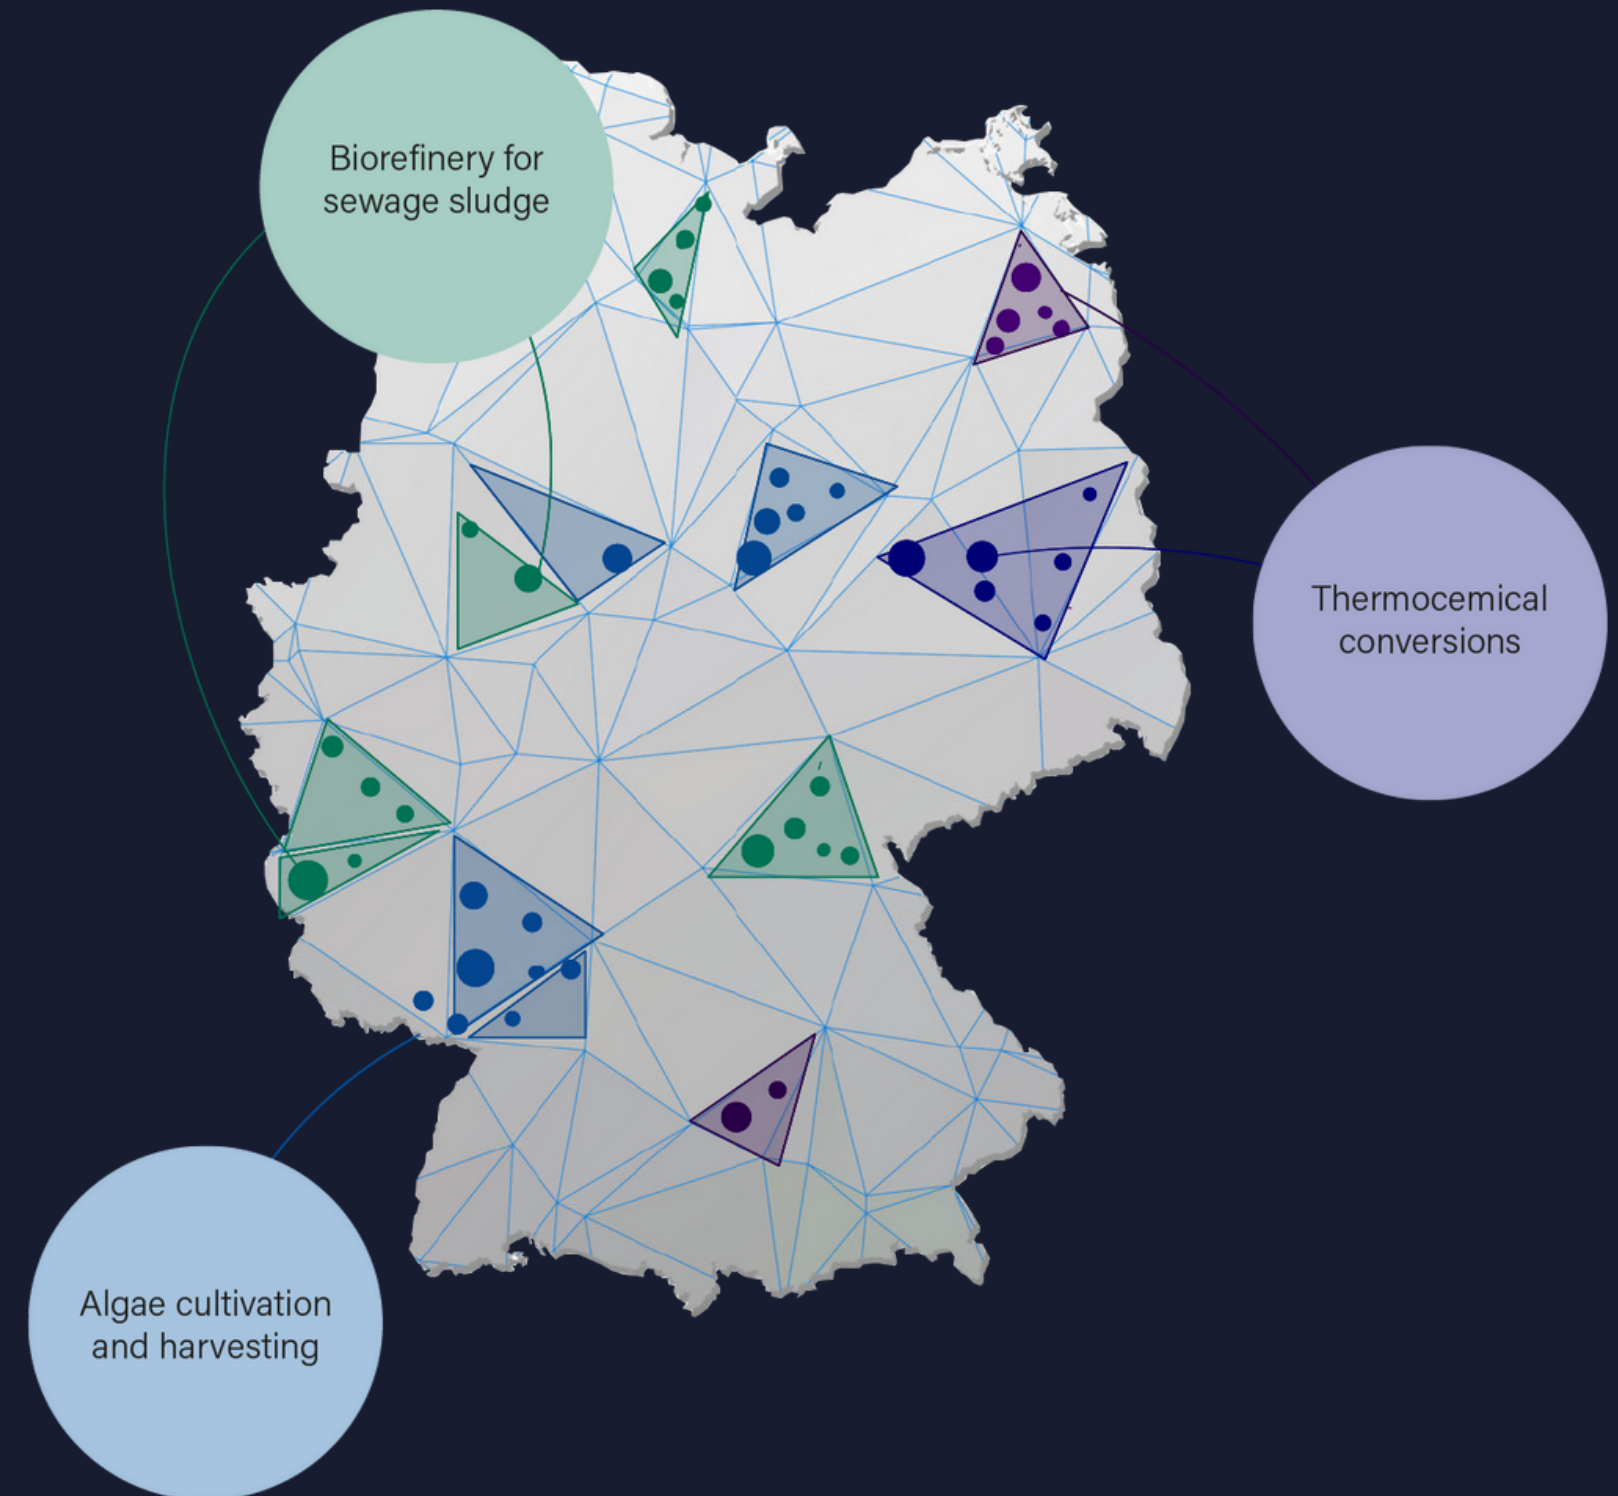 Biorefinery for
sewage sludge
Thermocemical
conversions
Algae cultivation
and harvesting